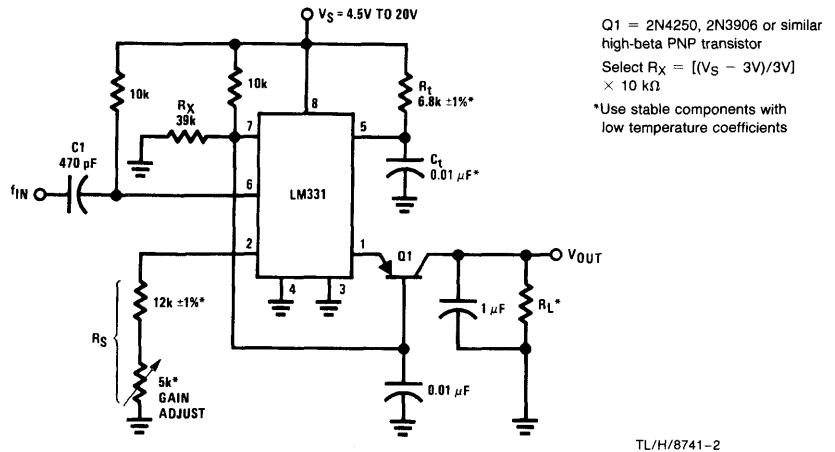 V_S = 4.5V TO 20V
Q1 = 2N4250, 2N3906 or similar
high-beta PNP transistor
Select R_X = [(V_S − 3V)/3V]
× 10 kΩ
*Use stable components with
low temperature coefficients
10k
10k
R_t
6.8k ±1%*
8
R_X
39k
7
5
C1
470 pF
C_t
0.01 μF*
f_IN
6
LM331
2
1
Q1
V_OUT
4
3
12k ±1%*
1 μF
R_L*
R_S
5k*
GAIN
ADJUST
0.01 μF
TL/H/8741–2